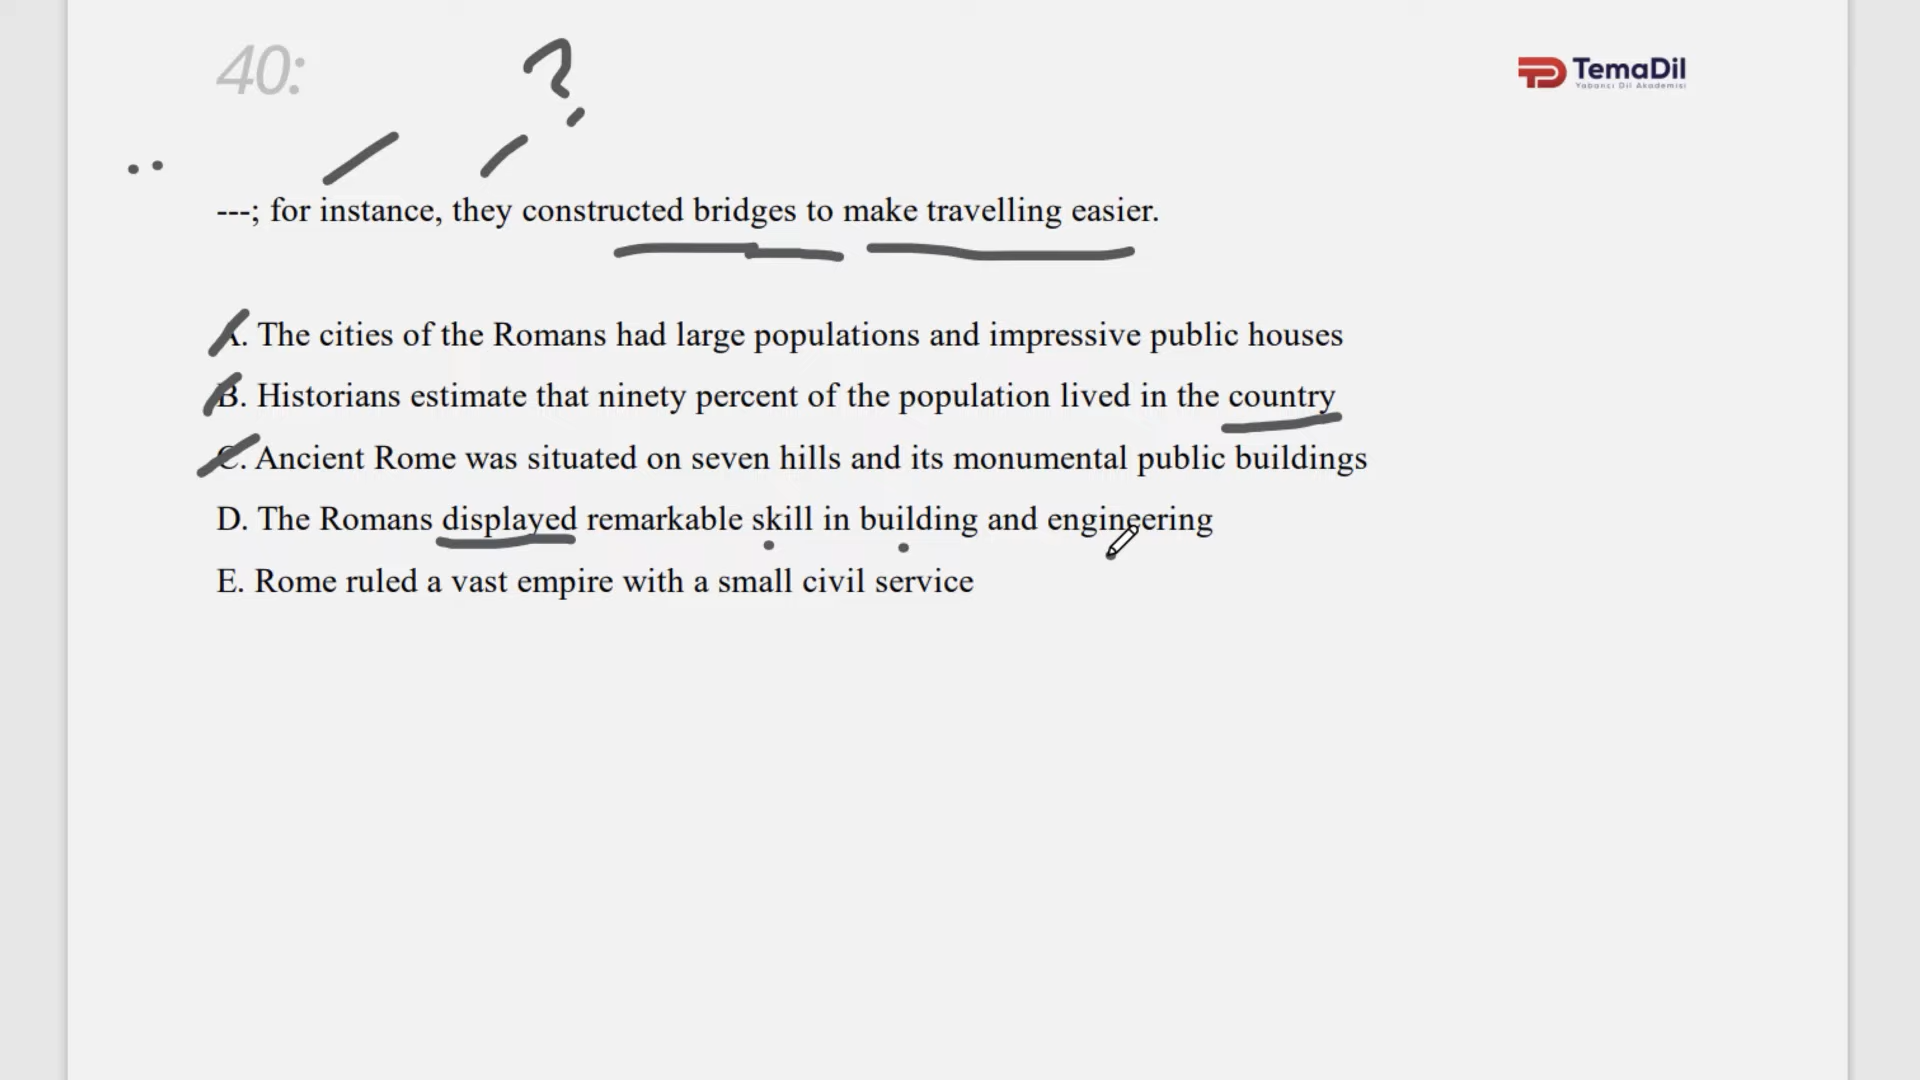 40:
?
TemaDil
Yabancı Dil Akademisi
---; for instance, they constructed bridges to make travelling easier.
A. The cities of the Romans had large populations and impressive public houses
B. Historians estimate that ninety percent of the population lived in the country
C. Ancient Rome was situated on seven hills and its monumental public buildings
D. The Romans displayed remarkable skill in building and engineering
E. Rome ruled a vast empire with a small civil service